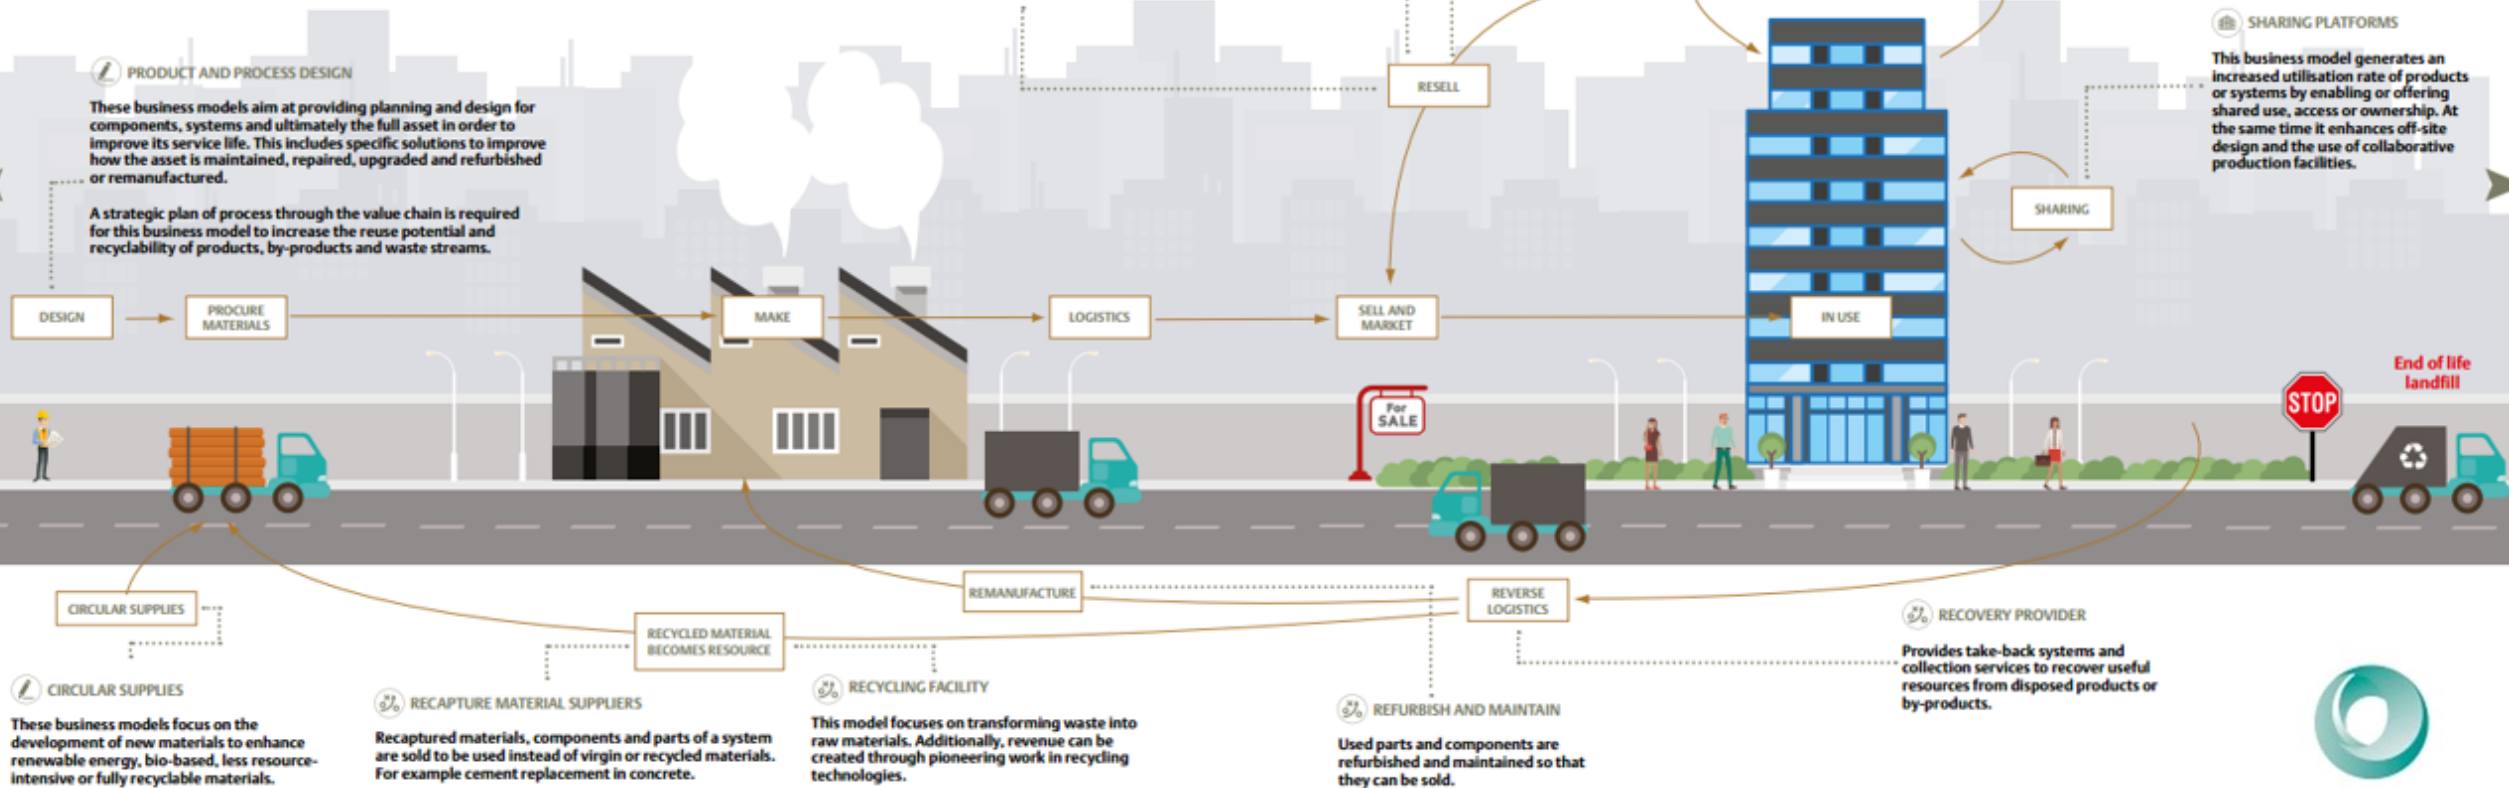 PRODUCT AND PROCESS DESIGN
These business models aim at providing planning and design for
components, systems and ultimately the full asset in order to
improve its service life. This includes specific solutions to improve
how the asset is maintained, repaired, upgraded and refurbished
or remanufactured.
A strategic plan of process through the value chain is required
for this business model to increase the reuse potential and
recyclability of products, by-products and waste streams.
RESELL
SHARING PLATFORMS
This business model generates an
increased utilisation rate of products
or systems by enabling or offering
shared use, access or ownership. At
the same time it enhances off-site
design and the use of collaborative
production facilities.
SHARING
DESIGN
PROCURE
MATERIALS
MAKE
LOGISTICS
SELL AND
MARKET
IN USE
For
SALE
End of life
landfill
STOP
CIRCULAR SUPPLIES
RECYCLED MATERIAL
BECOMES RESOURCE
REMANUFACTURE
REVERSE
LOGISTICS
CIRCULAR SUPPLIES
These business models focus on the
development of new materials to enhance
renewable energy, bio-based, less resource-
intensive or fully recyclable materials.
RECAPTURE MATERIAL SUPPLIERS
Recaptured materials, components and parts of a system
are sold to be used instead of virgin or recycled materials.
For example cement replacement in concrete.
RECYCLING FACILITY
This model focuses on transforming waste into
raw materials. Additionally, revenue can be
created through pioneering work in recycling
technologies.
REFURBISH AND MAINTAIN
Used parts and components are
refurbished and maintained so that
they can be sold.
RECOVERY PROVIDER
Provides take-back systems and
collection services to recover useful
resources from disposed products or
by-products.